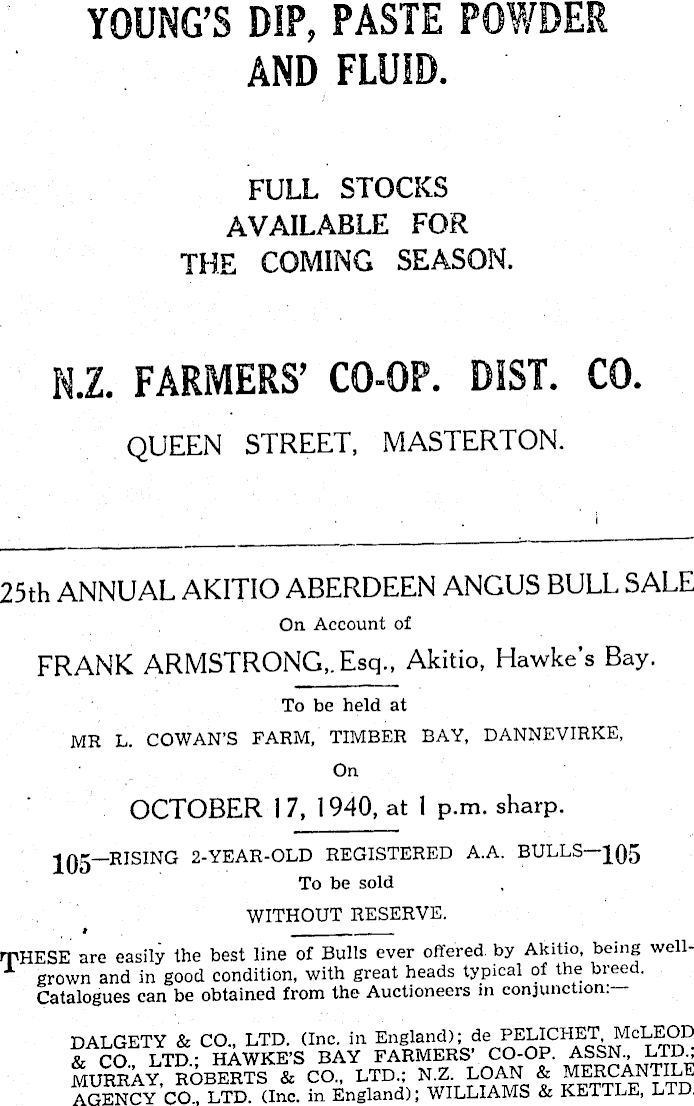 YOUNG'S DIP, PASTE POWDER
AND FLUID.
FULL STOCKS
AVAILABLE FOR
THE COMING SEASON.
N.Z. FARMERS' CO-OP. DIST. CO.
QUEEN STREET, MASTERTON.
25th ANNUAL AKITIO ABERDEEN ANGUS BULL SALE
On Account of
FRANK ARMSTRONG, Esq., Akitio, Hawke's Bay.
To be held at
MR L. COWAN'S FARM, TIMBER BAY, DANNEVIRKE,
On
OCTOBER 17, 1940, at 1 p.m. sharp.
105—RISING 2-YEAR-OLD REGISTERED A.A. BULLS—105
To be sold
WITHOUT RESERVE.
THESE are easily the best line of Bulls ever offered by Akitio, being well-
grown and in good condition, with great heads typical of the breed.
Catalogues can be obtained from the Auctioneers in conjunction:—
DALGETY & CO., LTD. (Inc. in England); de PELICHET, McLEOD
& CO., LTD.; HAWKE'S BAY FARMERS' CO-OP. ASSN., LTD.;
MURRAY, ROBERTS & CO., LTD.; N.Z. LOAN & MERCANTILE
AGENCY CO., LTD. (Inc. in England); WILLIAMS & KETTLE, LTD